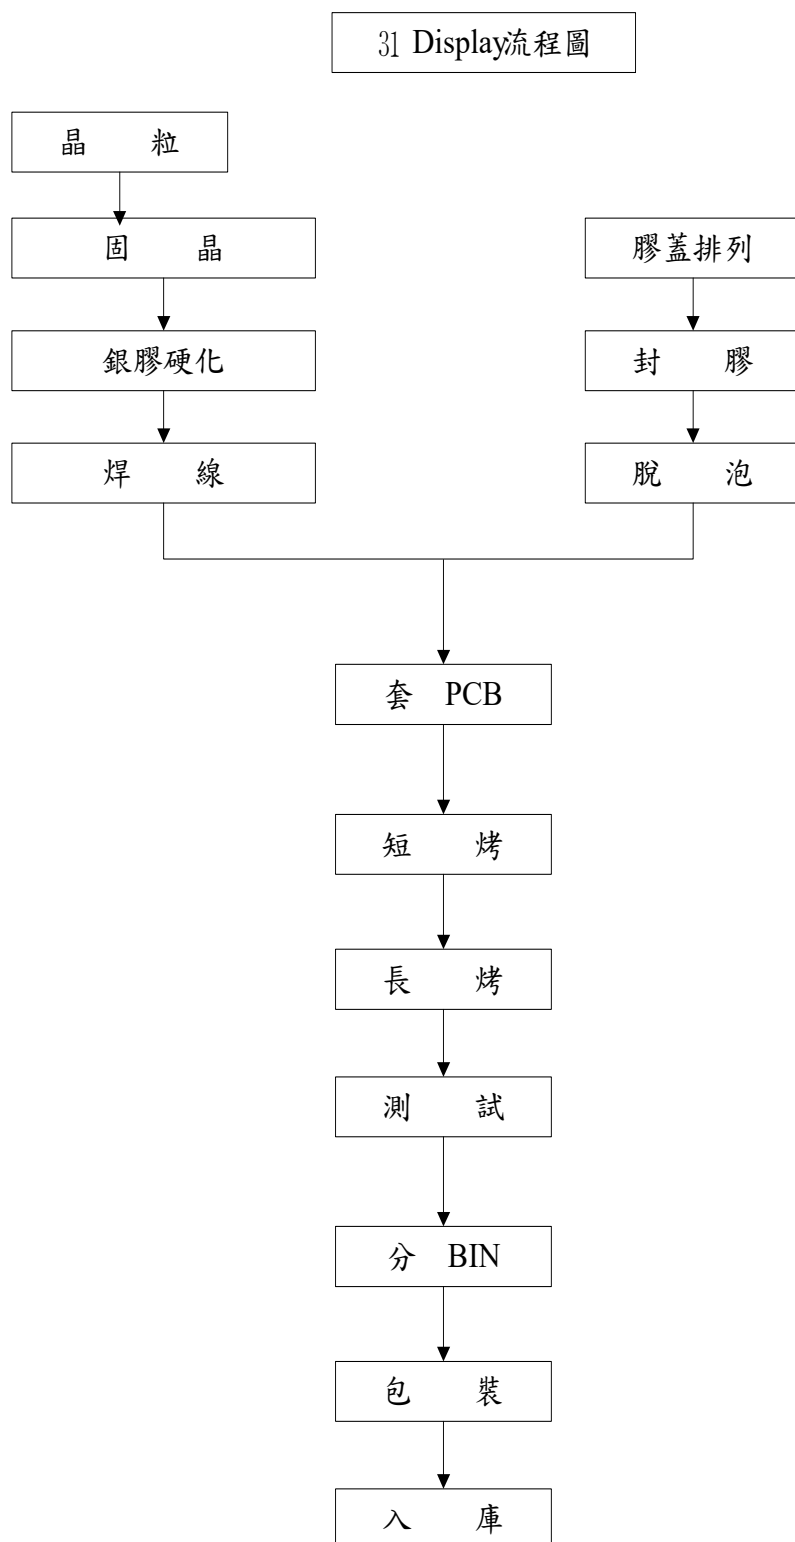 31 Display流程圖
晶 粒
固 晶
銀膠硬化
焊 線
膠蓋排列
封 膠
脫 泡
套 PCB
短 烤
長 烤
測 試
分 BIN
包 裝
入 庫